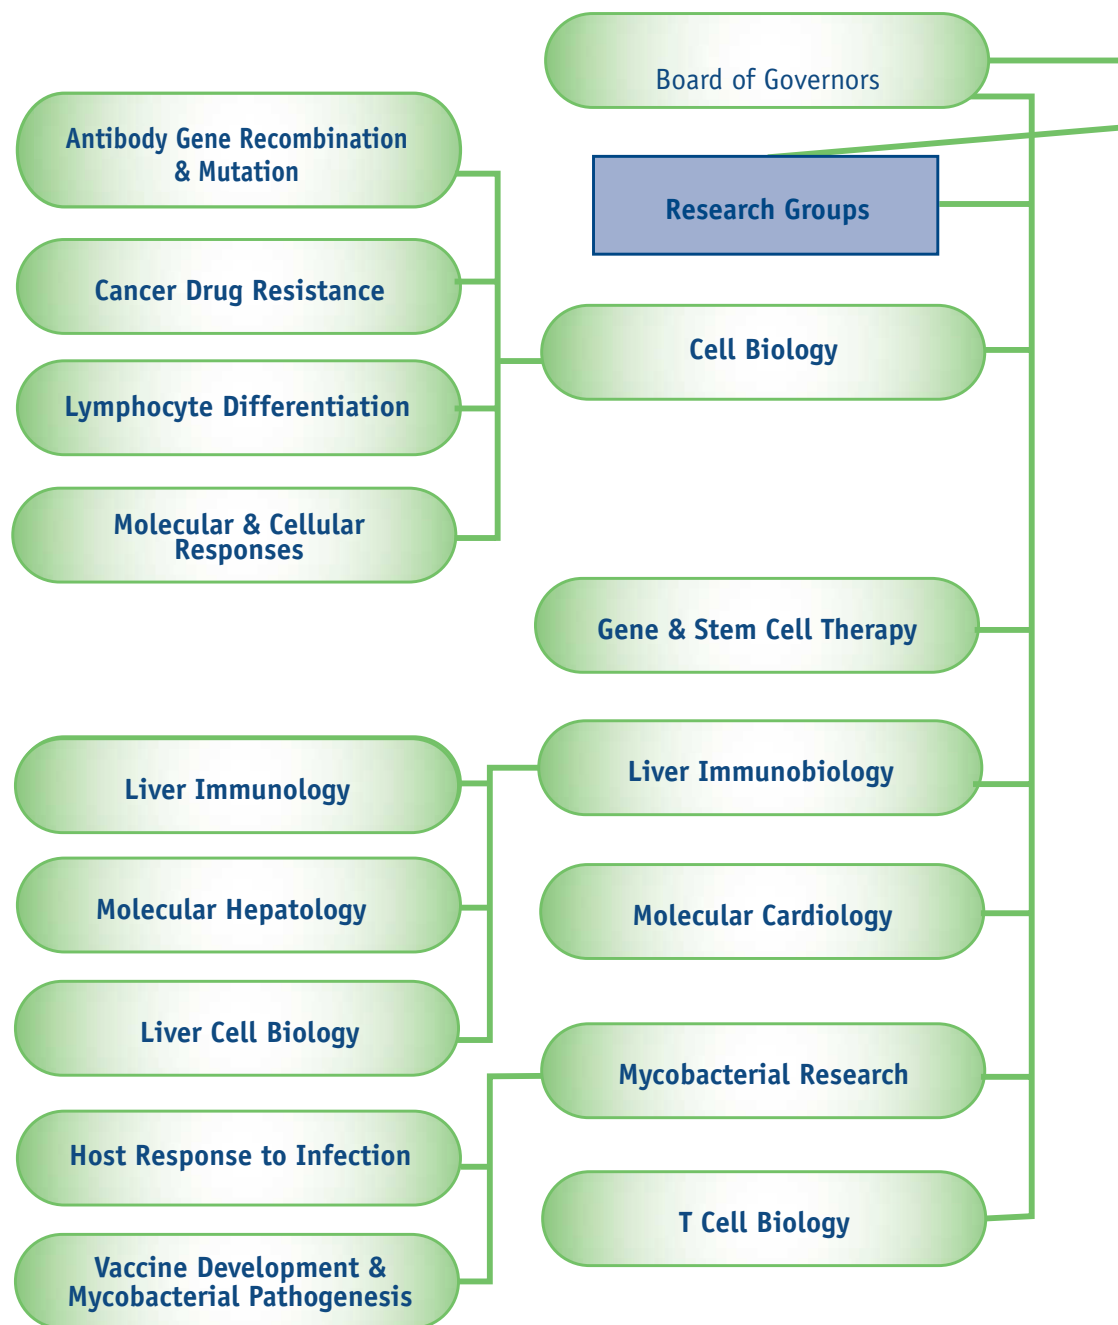 Board of Governors
Research Groups
Antibody Gene Recombination
& Mutation
Cancer Drug Resistance
Lymphocyte Differentiation
Molecular & Cellular
Responses
Cell Biology
Gene & Stem Cell Therapy
Liver Immunobiology
Liver Immunology
Molecular Hepatology
Liver Cell Biology
Molecular Cardiology
Mycobacterial Research
Host Response to Infection
Vaccine Development &
Mycobacterial Pathogenesis
T Cell Biology